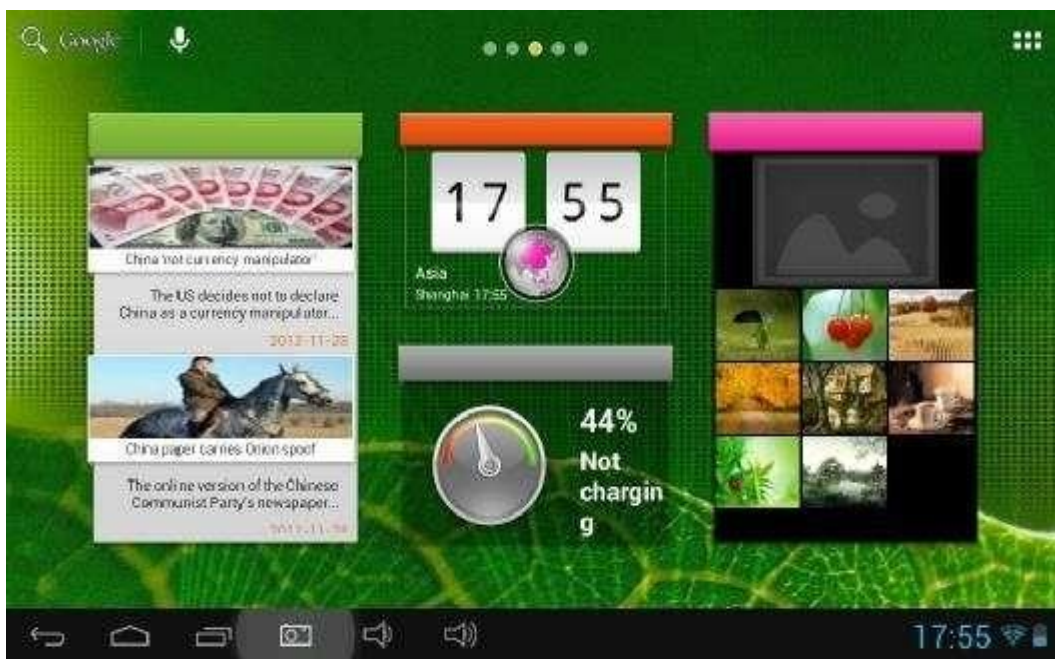 Google
China 'not currency manipulator'
The US decides not to declare
China as a currency manipulator...
2012-11-28
China paper carries Onion spoof
The online version of the Chinese
Communist Party's newspaper...
17 55
Asia
Shanghai 17:55
44%
Not
chargin
g
17:55